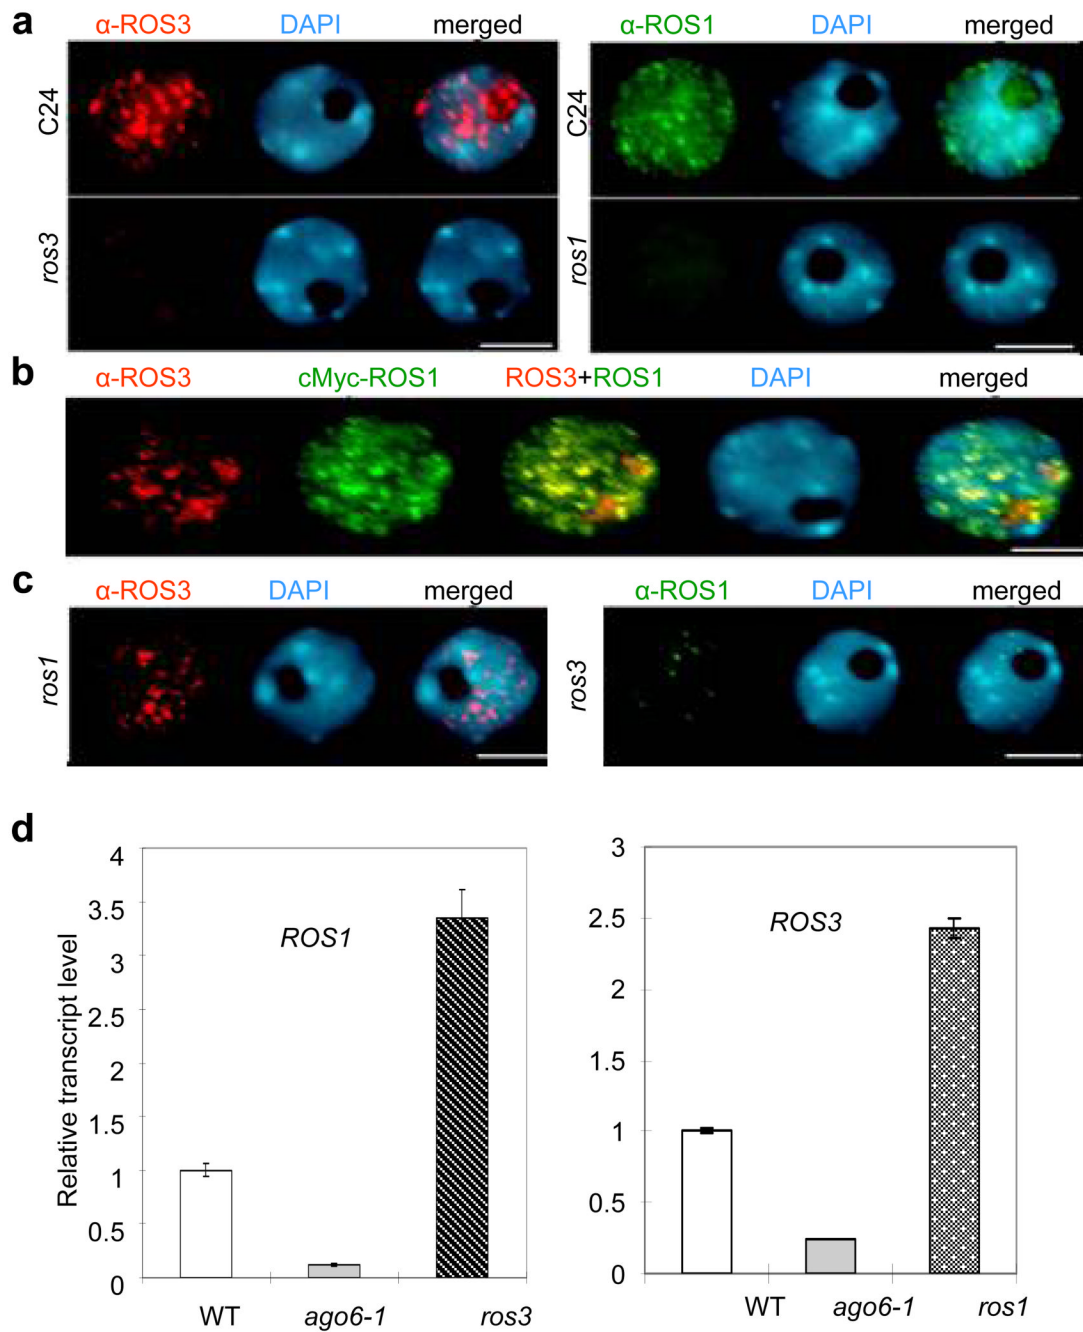 a
α-ROS3 DAPI merged
α-ROS1 DAPI merged
C24
C24
ros3
ros1
b
α-ROS3 cMyc-ROS1 ROS3+ROS1 DAPI merged
c
α-ROS3 DAPI merged
α-ROS1 DAPI merged
ros1
ros3
d
Relative transcript level
4
3.5
3
2.5
2
1.5
1
0.5
0
ROS1
WT ago6-1 ros3
3
2.5
2
1.5
1
0.5
0
ROS3
WT ago6-1 ros1